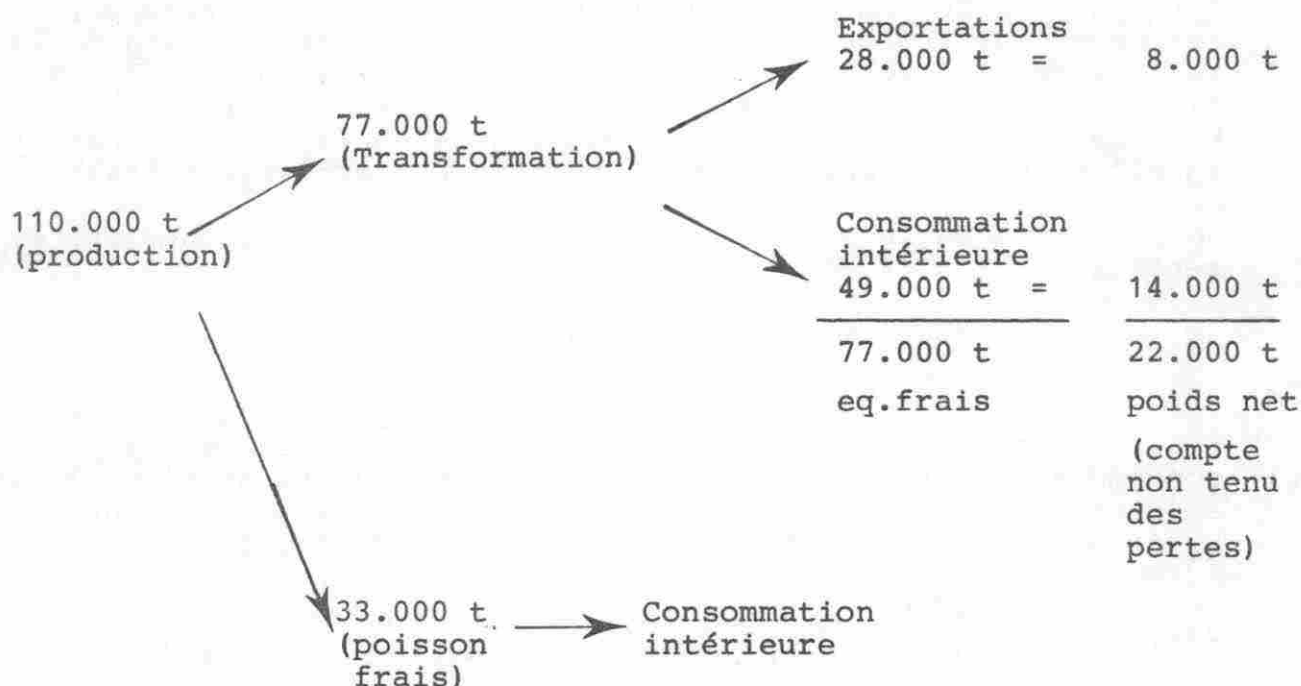 Exportations
28.000 t = 8.000 t
77.000 t
(Transformation)
110.000 t
(production)
Consommation
intérieure
49.000 t = 14.000 t
77.000 t 22.000 t
eq.frais poids net
(compte
non tenu
des
pertes)
33.000 t
(poisson
frais)
Consommation
intérieure